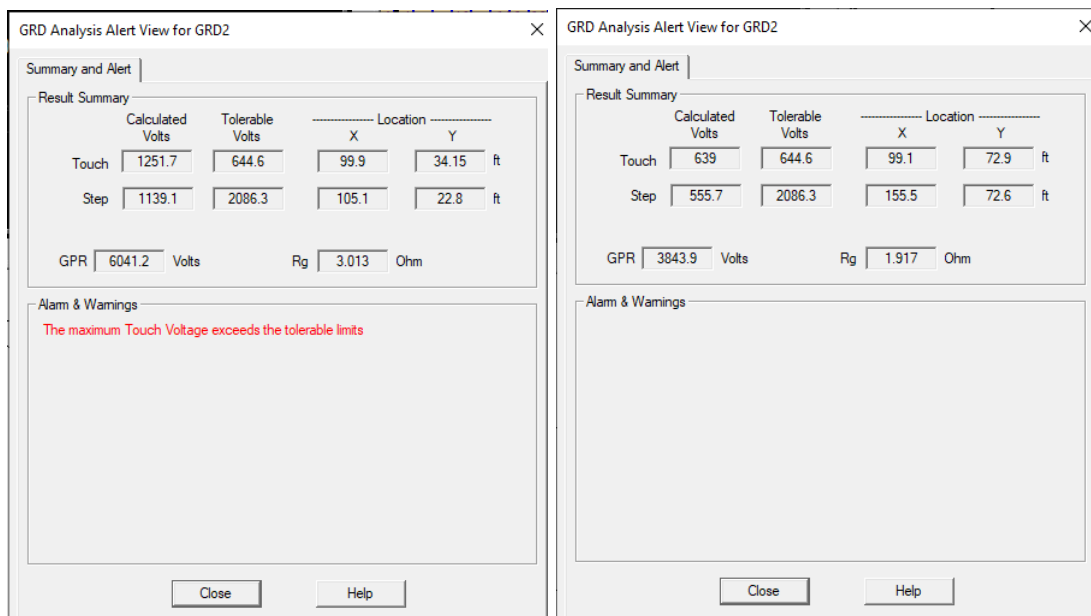 GRD Analysis Alert View for GRD2
Summary and Alert
Result Summary
Calculated Volts Tolerable Volts ----------------- Location -----------------
X Y
Touch 1251.7 644.6 99.9 34.15 ft
Step 1139.1 2086.3 105.1 22.8 ft
GPR 6041.2 Volts Rg 3.013 Ohm
Alarm & Warnings
The maximum Touch Voltage exceeds the tolerable limits
Close Help
GRD Analysis Alert View for GRD2
Summary and Alert
Result Summary
Calculated Volts Tolerable Volts ----------------- Location -----------------
X Y
Touch 639 644.6 99.1 72.9 ft
Step 555.7 2086.3 155.5 72.6 ft
GPR 3843.9 Volts Rg 1.917 Ohm
Alarm & Warnings
Close Help